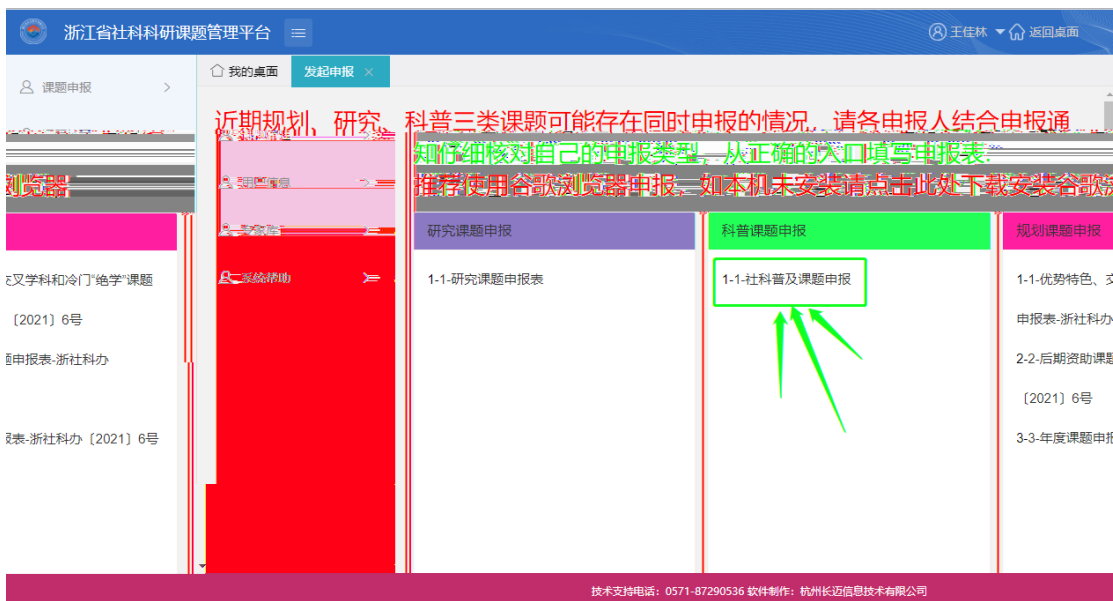 浙江省社科科研课题管理平台
王佳林
返回桌面
课题申报
我的桌面
发起申报
近期规划、研究、科普三类课题可能存在同时申报的情况，请各申报人结合申报通
知仔细核对自己的申报类型，从正确的入口填写申报表.
推荐使用谷歌浏览器申报，如本机未安装请点击此处下载安装谷歌浏
浏览器
系统帮助
研究课题申报
1-1-研究课题申报表
科普课题申报
1-1-社科普及课题申报
规划课题申报
1-1-优势特色、交
申报表-浙社科办
2-2-后期资助课题
〔2021〕6号
3-3-年度课题申报
交叉学科和冷门“绝学”课题
〔2021〕6号
题申报表-浙社科办
报表-浙社科办〔2021〕6号
技术支持电话：0571-87290536 软件制作：杭州长迈信息技术有限公司